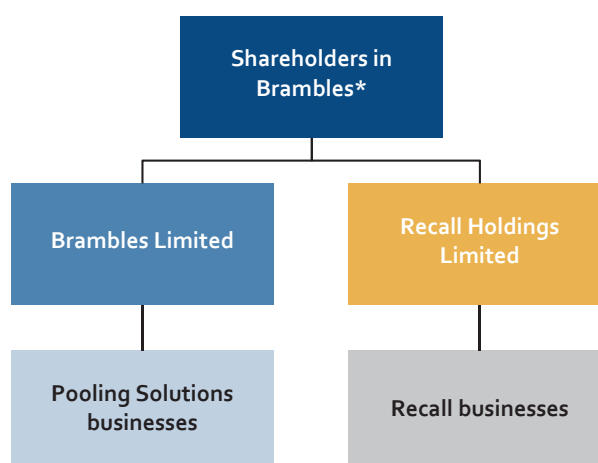 Shareholders in
Brambles*
Brambles Limited
Recall Holdings
Limited
Pooling Solutions
businesses
Recall businesses